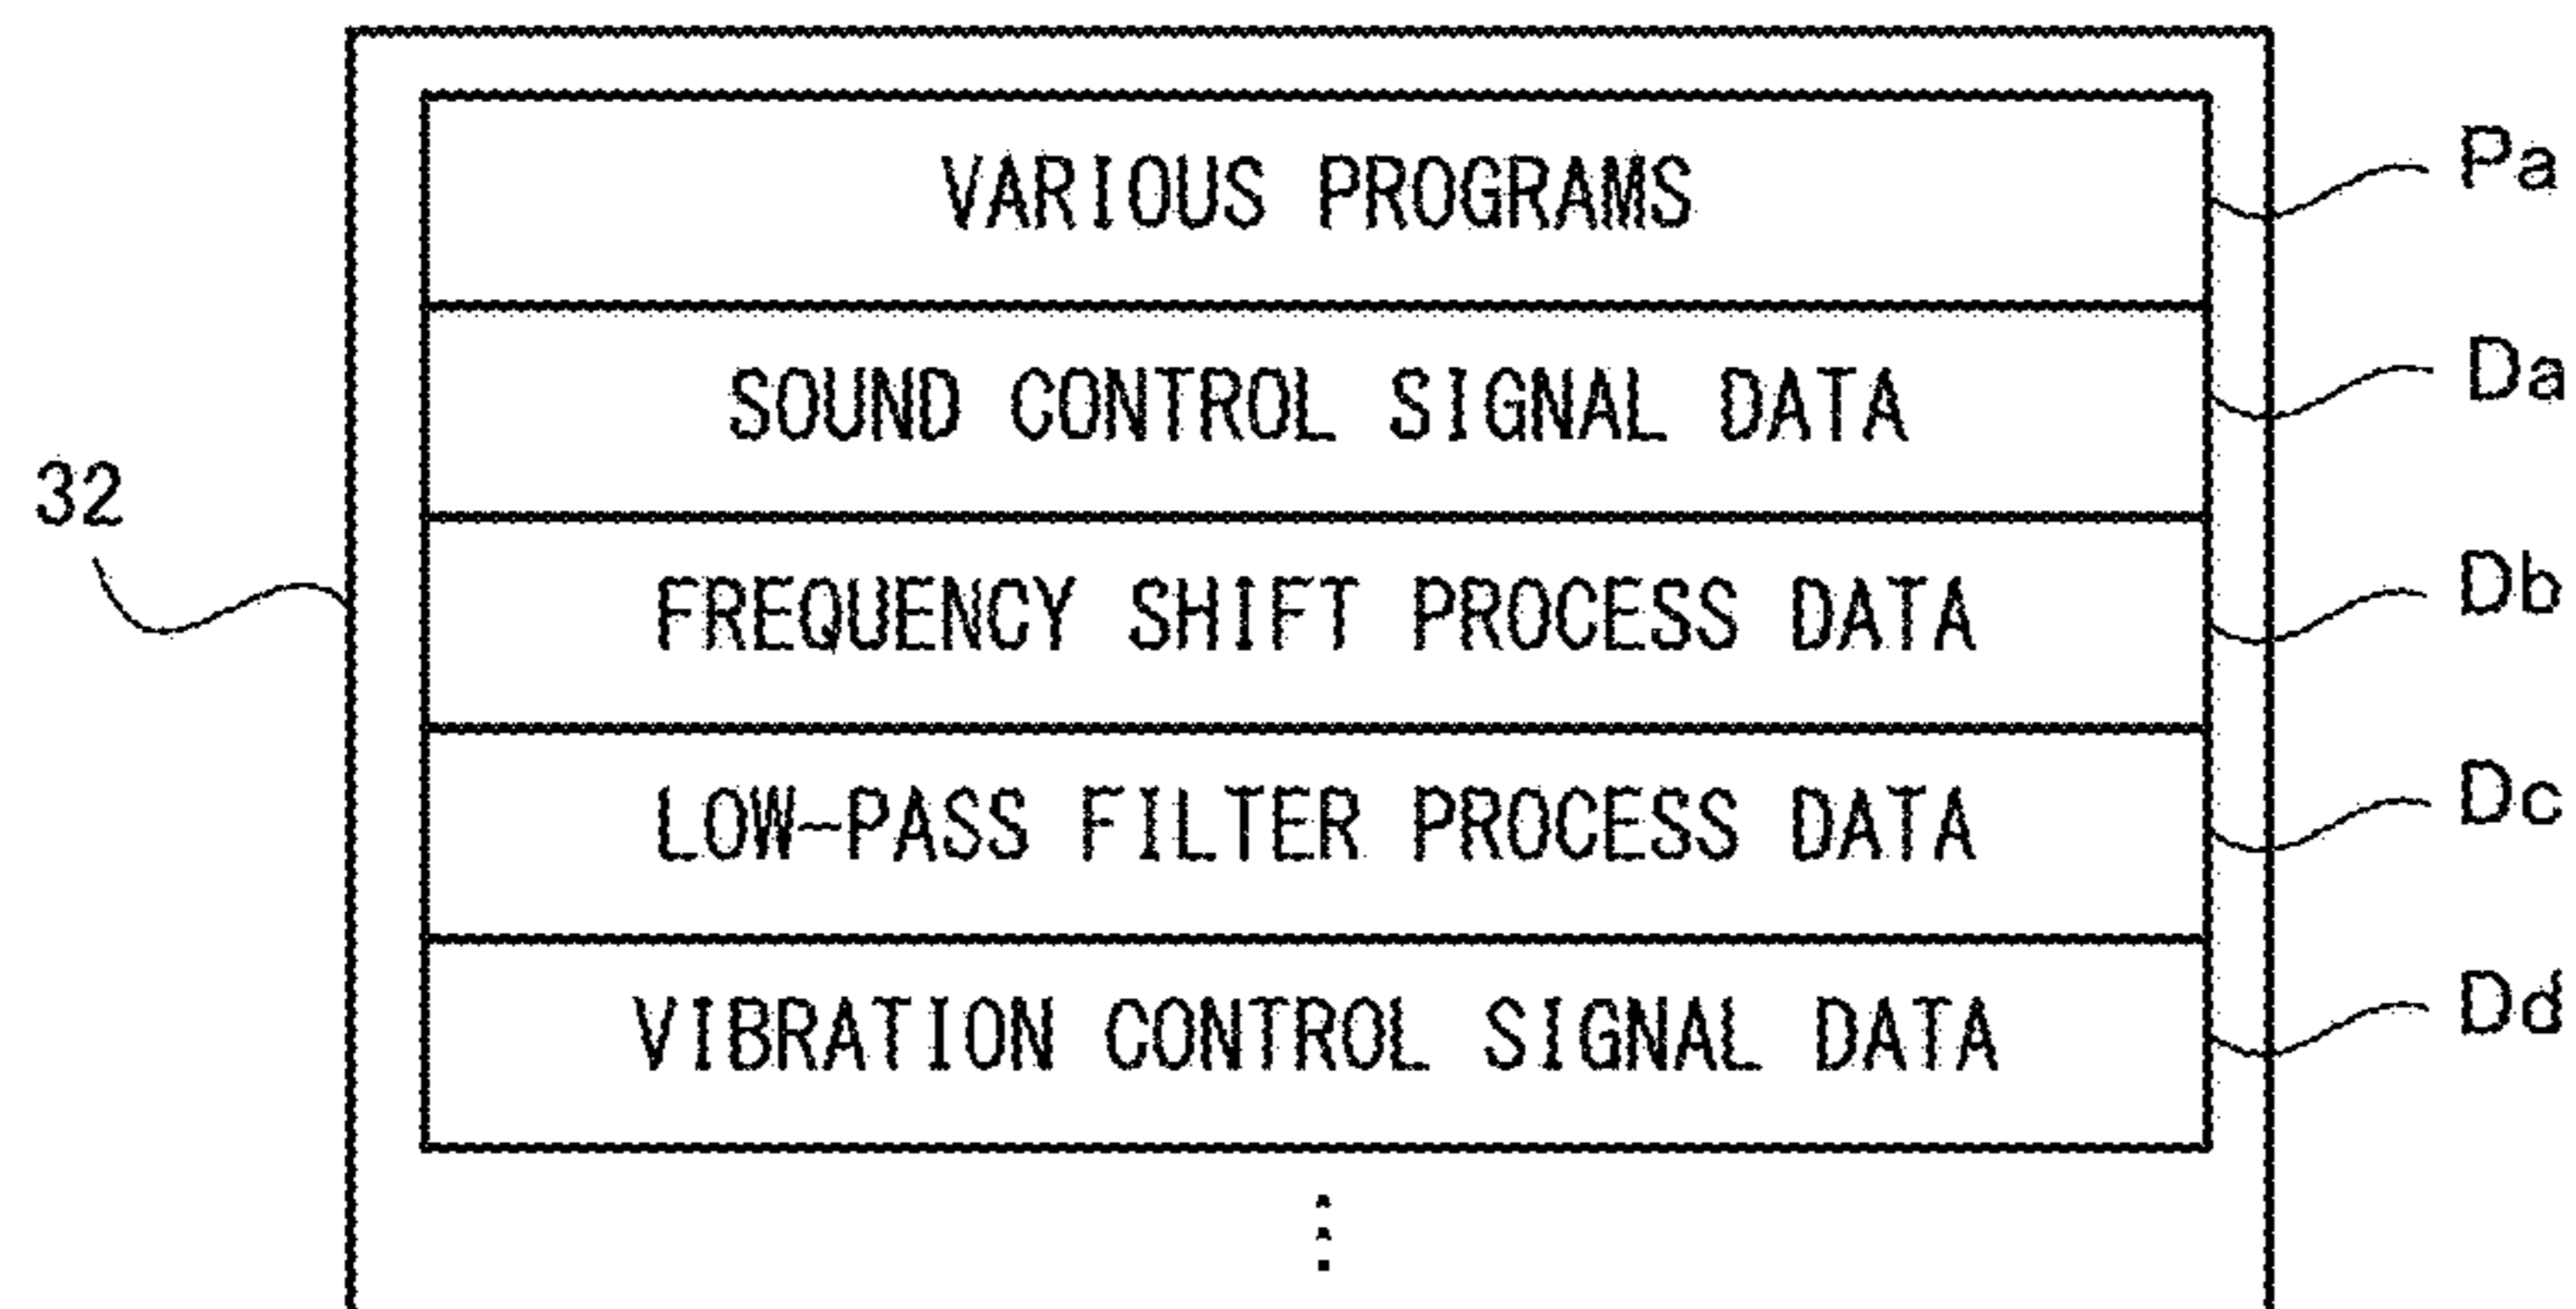 VARIOUS PROGRAMS Pa
SOUND CONTROL SIGNAL DATA Da
32
FREQUENCY SHIFT PROCESS DATA Db
LOW-PASS FILTER PROCESS DATA Dc
VIBRATION CONTROL SIGNAL DATA Dd